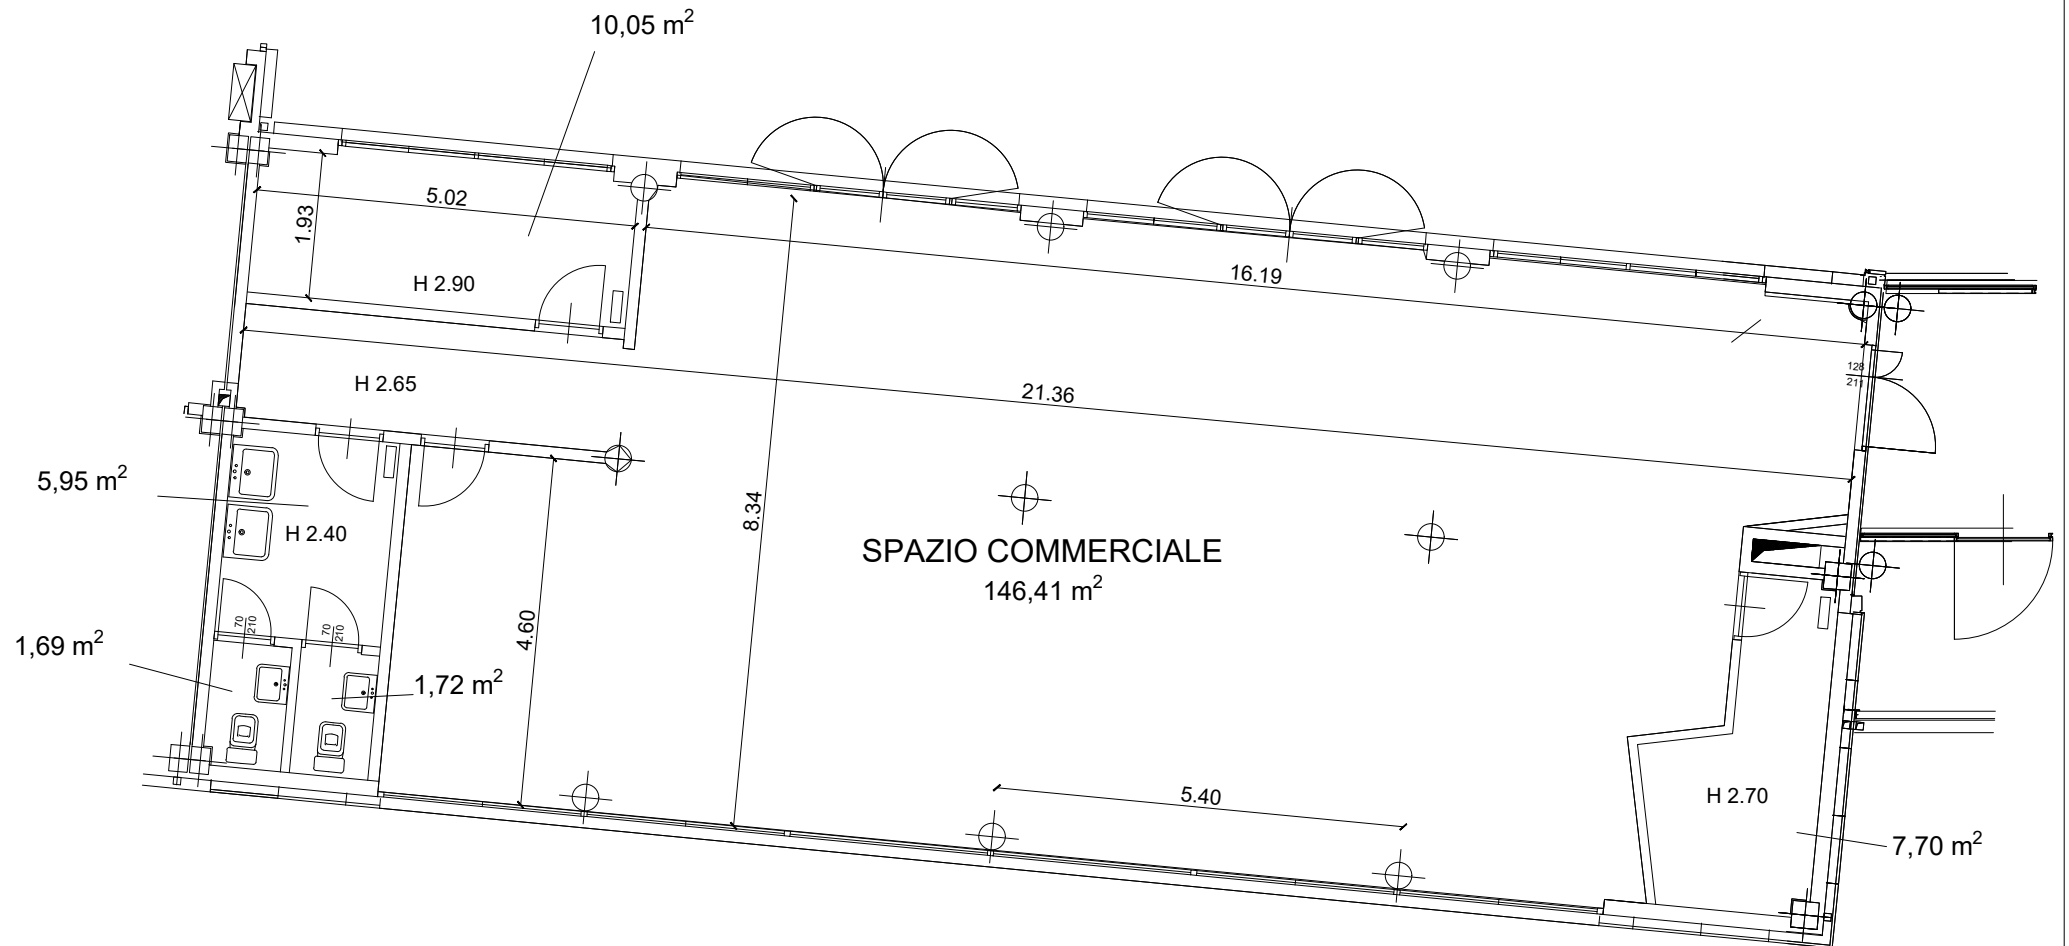 10,05 m²
5.02
1.93
H 2.90
16.19
128
211
H 2.65
21.36
5,95 m²
H 2.40
8.34
SPAZIO COMMERCIALE
146,41 m²
4.60
70
210
70
210
1,69 m²
1,72 m²
5.40
H 2.70
7,70 m²